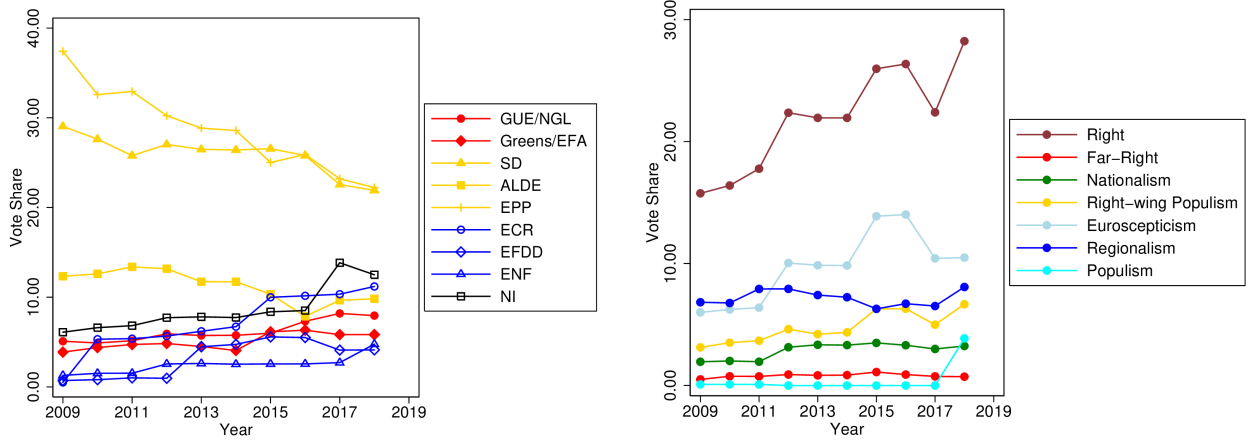 40.00
30.00
20.00
10.00
0.00
Vote Share
2009
2011
2013
2015
2017
2019
Year
GUE/NGL
Greens/EFA
SD
ALDE
EPP
ECR
EFDD
ENF
NI
30.00
20.00
10.00
0.00
Vote Share
2009
2011
2013
2015
2017
2019
Year
Right
Far−Right
Nationalism
Right−wing Populism
Euroscepticism
Regionalism
Populism